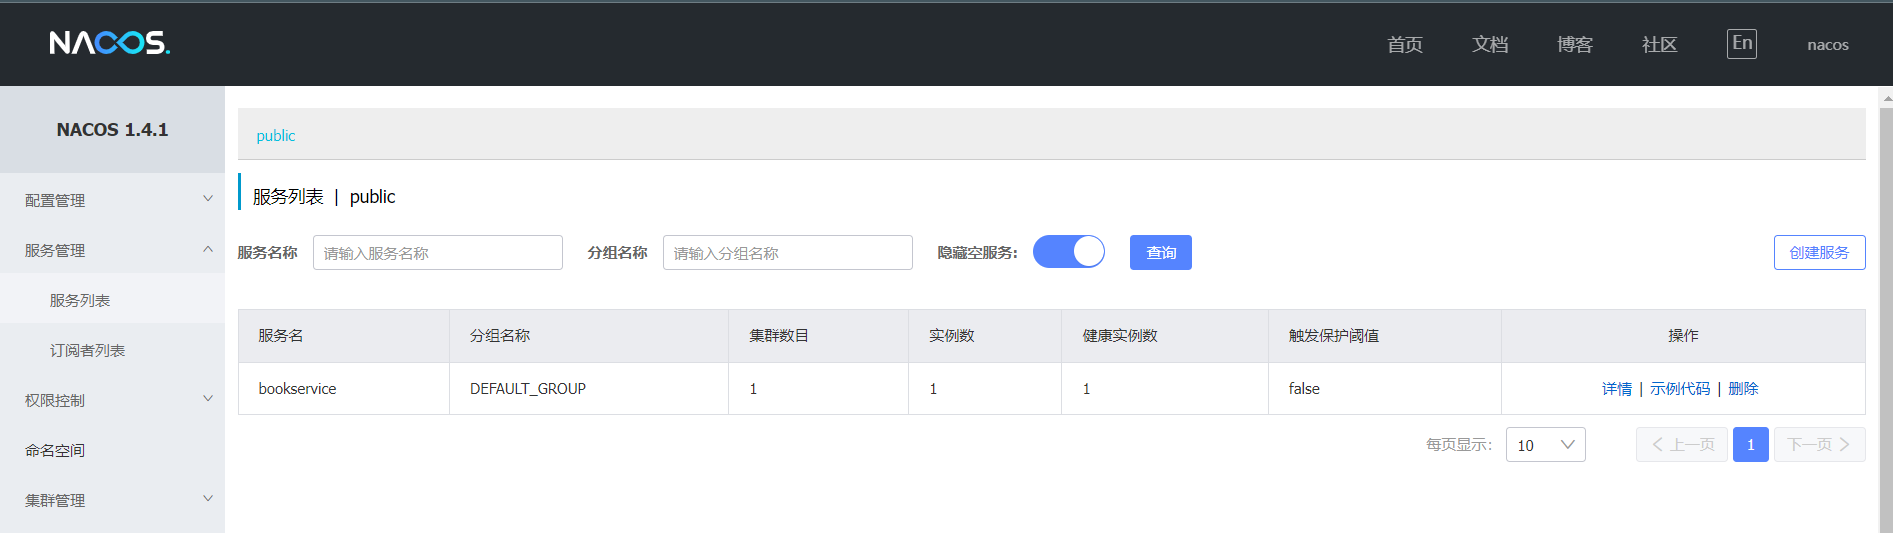 NACOS.
首页 文档 博客 社区 En nacos
NACOS 1.4.1
配置管理
服务管理
服务列表
订阅者列表
权限控制
命名空间
集群管理
public
服务列表 | public
服务名称 请输入服务名称 分组名称 请输入分组名称 隐藏空服务: 查询 创建服务
服务名 分组名称 集群数目 实例数 健康实例数 触发保护阈值 操作
bookservice DEFAULT_GROUP 1 1 1 false 详情 | 示例代码 | 删除
每页显示: 10 上一页 1 下一页